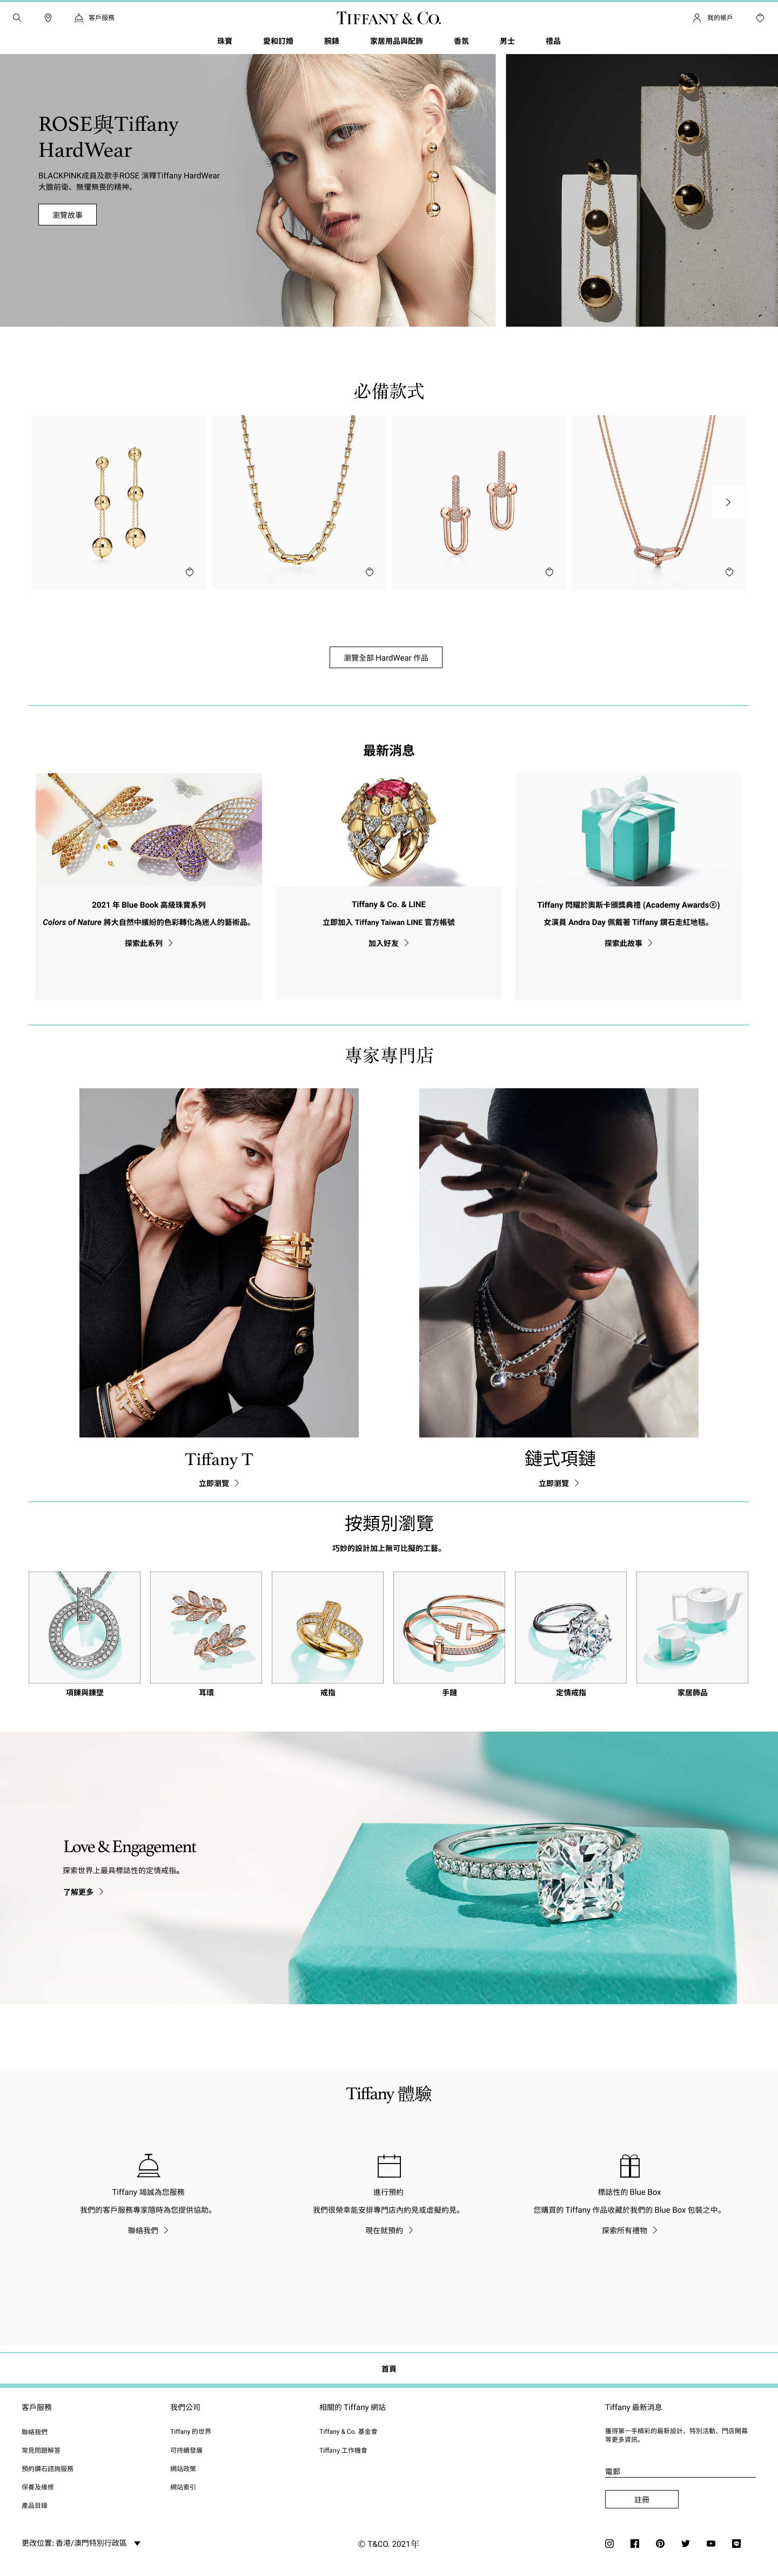 客戶服務
TIFFANY & CO.
我的帳戶
珠寶
愛和訂婚
腕錶
家居用品與配飾
香氛
男士
禮品
ROSE與Tiffany
HardWear
BLACKPINK成員及歌手ROSE 演釋Tiffany HardWear
大膽前衛、無懼無畏的精神。
瀏覽故事
必備款式
瀏覽全部 HardWear 作品
最新消息
2021 年 Blue Book 高級珠寶系列
Colors of Nature 將大自然中繽紛的色彩轉化為迷人的藝術品。
探索此系列
Tiffany & Co. & LINE
立即加入 Tiffany Taiwan LINE 官方帳號
加入好友
Tiffany 閃耀於奧斯卡頒獎典禮 (Academy Awards®)
女演員 Andra Day 佩戴著 Tiffany 鑽石走紅地毯。
探索此故事
專家專門店
Tiffany T
立即瀏覽
鏈式項鏈
立即瀏覽
按類別瀏覽
巧妙的設計加上無可比擬的工藝。
項鍊與鍊墜
耳環
戒指
手鏈
定情戒指
家居飾品
Love & Engagement
探索世界上最具標誌性的定情戒指。
了解更多
Tiffany 體驗
Tiffany 竭誠為您服務
我們的客戶服務專家隨時為您提供協助。
聯絡我們
進行預約
我們很榮幸能安排專門店內約見或虛擬約見。
現在就預約
標誌性的 Blue Box
您購買的 Tiffany 作品收藏於我們的 Blue Box 包裝之中。
探索所有禮物
首頁
客戶服務
聯絡我們
常見問題解答
預約鑽石諮詢服務
保養及維修
產品目錄
我們公司
Tiffany 的世界
可持續發展
網站政策
網站索引
相關的 Tiffany 網站
Tiffany & Co. 基金會
Tiffany 工作機會
Tiffany 最新消息
獲得第一手精彩的最新設計、特別活動、門店開幕
等更多資訊。
電郵
註冊
更改位置: 香港/澳門特別行政區
© T&CO. 2021年